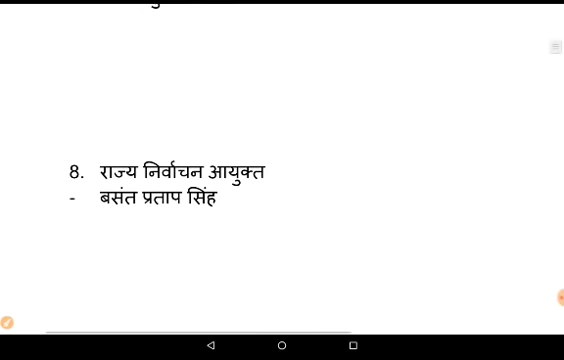 8. राज्य निर्वाचन आयुक्त
- बसंत प्रताप सिंह